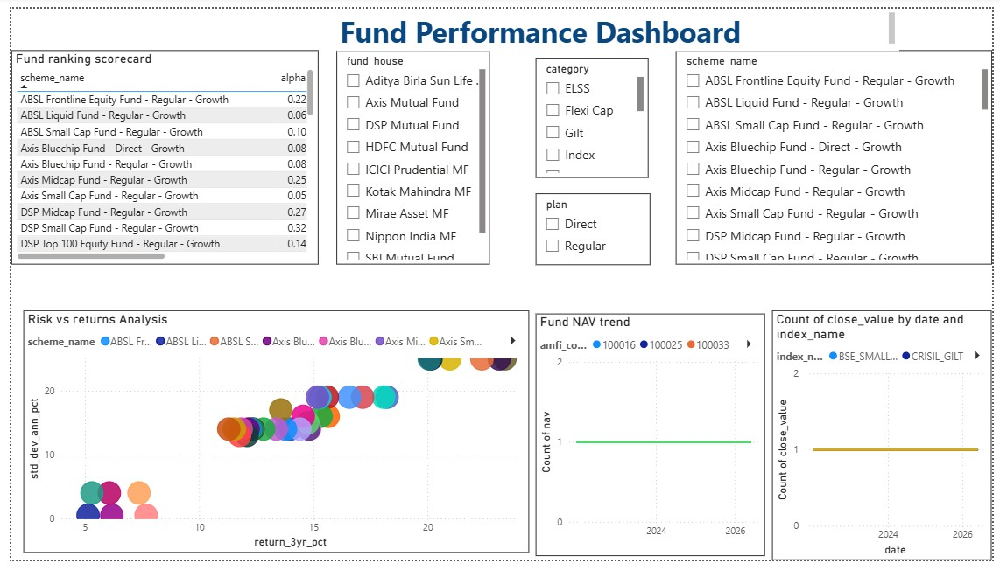 Fund Performance Dashboard
Fund ranking scorecard
scheme_name alpha
ABSL Frontline Equity Fund - Regular - Growth 0.22
ABSL Liquid Fund - Regular - Growth 0.06
ABSL Small Cap Fund - Regular - Growth 0.10
Axis Bluechip Fund - Direct - Growth 0.08
Axis Bluechip Fund - Regular - Growth 0.08
Axis Midcap Fund - Regular - Growth 0.25
Axis Small Cap Fund - Regular - Growth 0.05
DSP Midcap Fund - Regular - Growth 0.27
DSP Small Cap Fund - Regular - Growth 0.32
DSP Top 100 Equity Fund - Regular - Growth 0.14
fund_house
Aditya Birla Sun Life .
Axis Mutual Fund
DSP Mutual Fund
HDFC Mutual Fund
ICICI Prudential MF
Kotak Mahindra MF
Mirae Asset MF
Nippon India MF
SBI Mutual Fund
category
ELSS
Flexi Cap
Gilt
Index
plan
Direct
Regular
scheme_name
ABSL Frontline Equity Fund - Regular - Growth
ABSL Liquid Fund - Regular - Growth
ABSL Small Cap Fund - Regular - Growth
Axis Bluechip Fund - Direct - Growth
Axis Bluechip Fund - Regular - Growth
Axis Midcap Fund - Regular - Growth
Axis Small Cap Fund - Regular - Growth
DSP Midcap Fund - Regular - Growth
DSP Small Cap Fund - Regular - Growth
Risk vs returns Analysis
scheme_name ABSL Fr... ABSL Li... ABSL S... Axis Blu... Axis Blu... Axis Mi... Axis Sm...
std_dev_ann_pct
20
10
0
5 10 15 20
return_3yr_pct
Fund NAV trend
amfi_co... 100016 100025 100033
Count of nav
2
1
0
2024 2026
Count of close_value by date and
index_name
index_n... BSE_SMALL... CRISIL_GILT
Count of close_value
2
1
0
2024 2026
date